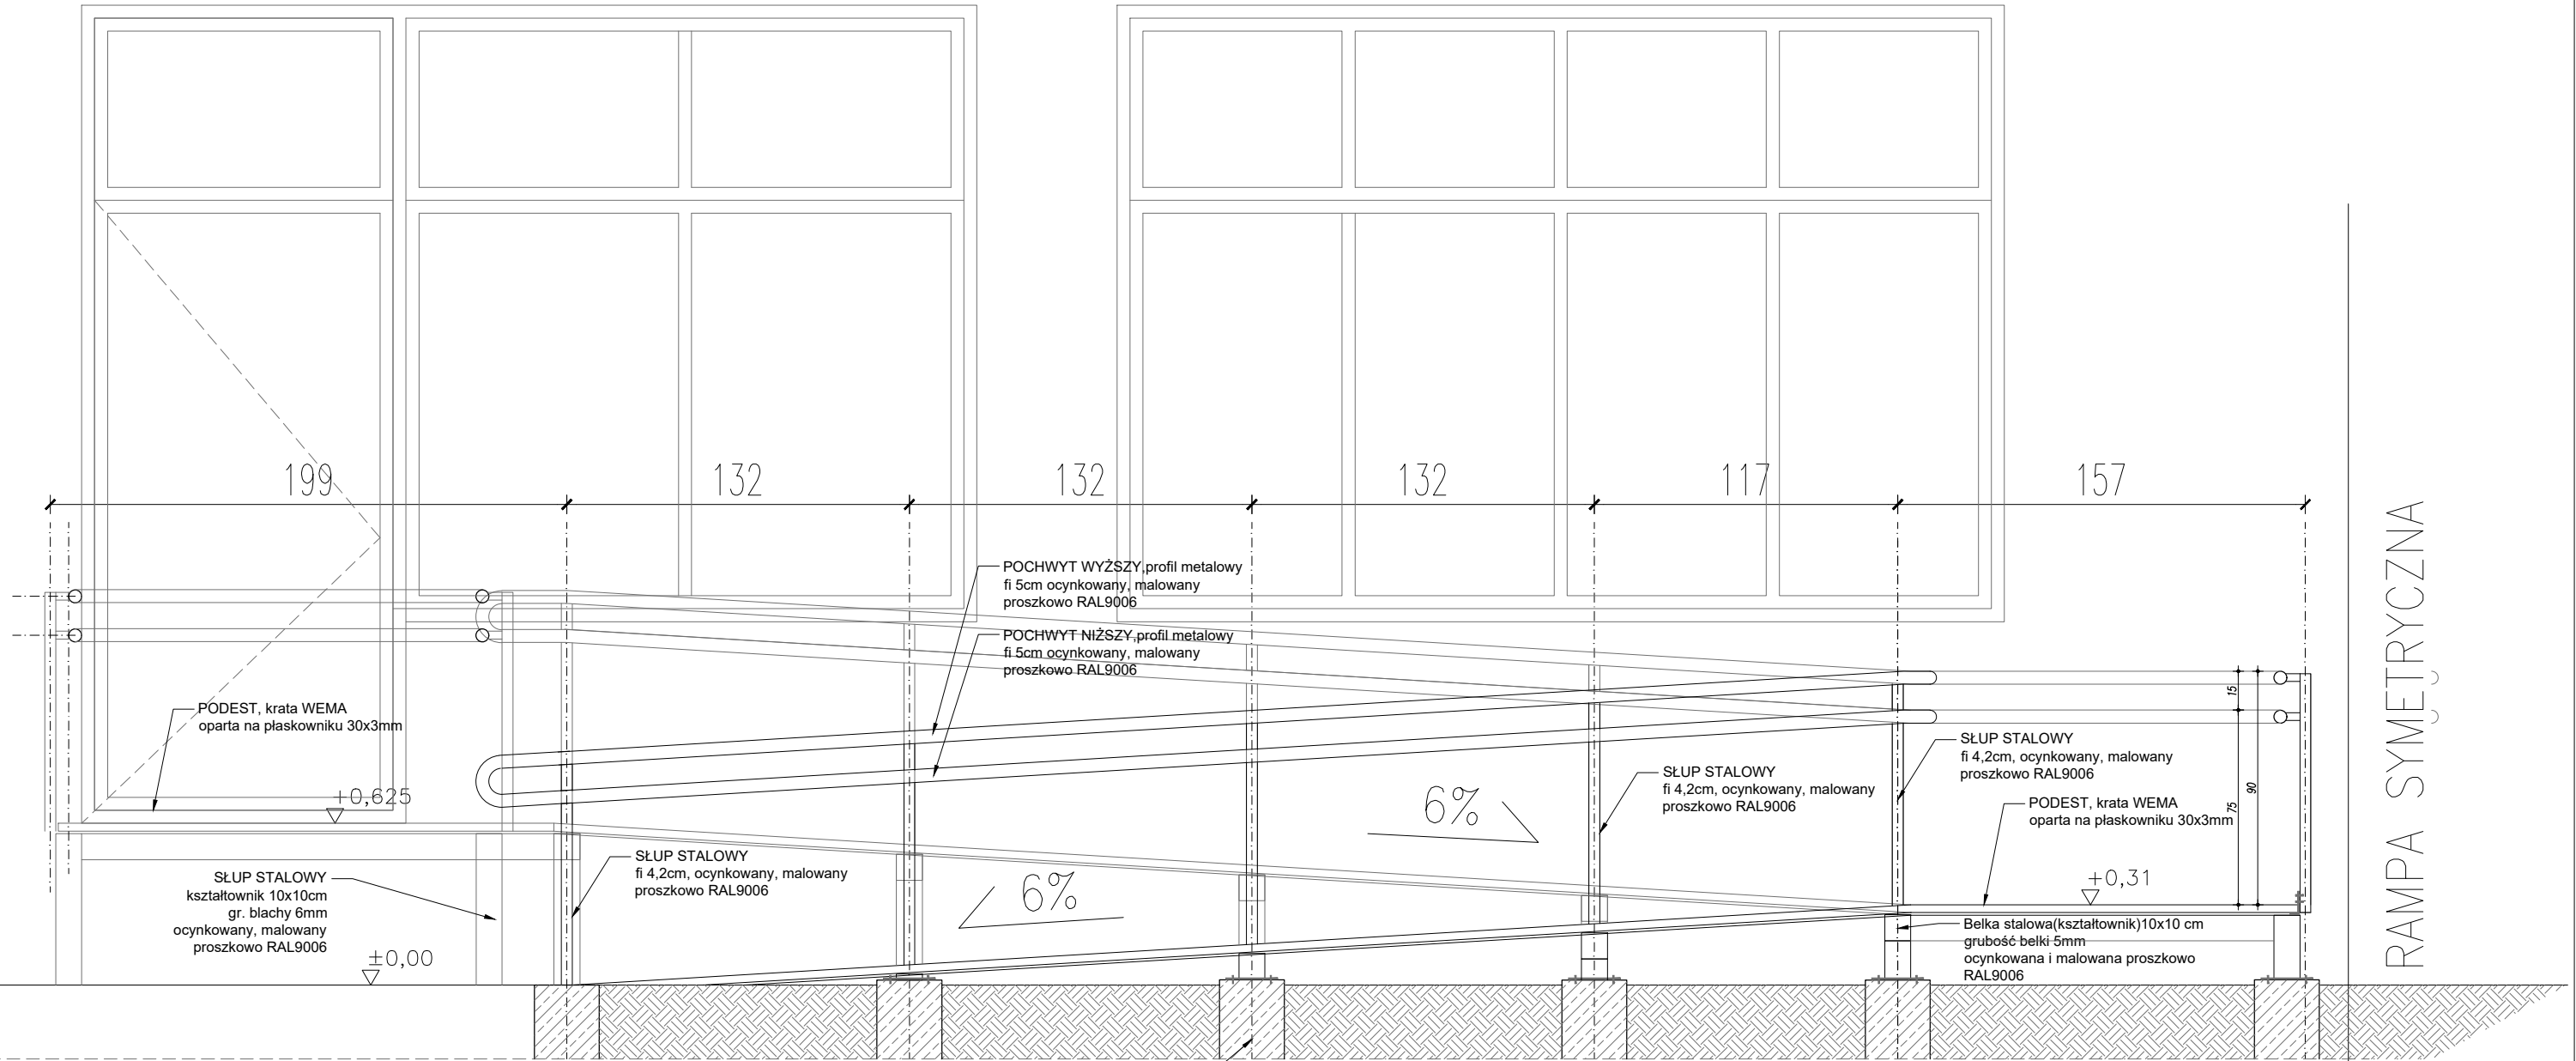 199
132
132
132
117
157
POCHWYT WYŻSZY,profil metalowy
fi 5cm ocynkowany, malowany
proszkowo RAL9006
POCHWYT NIŻSZY,profil metalowy
fi 5cm ocynkowany, malowany
proszkowo RAL9006
PODEST, krata WEMA
oparta na płaskowniku 30x3mm
+0,625
SŁUP STALOWY
kształtownik 10x10cm
gr. blachy 6mm
ocynkowany, malowany
proszkowo RAL9006
±0,00
SŁUP STALOWY
fi 4,2cm, ocynkowany, malowany
proszkowo RAL9006
6%
6%
SŁUP STALOWY
fi 4,2cm, ocynkowany, malowany
proszkowo RAL9006
SŁUP STALOWY
fi 4,2cm, ocynkowany, malowany
proszkowo RAL9006
PODEST, krata WEMA
oparta na płaskowniku 30x3mm
15
75
90
+0,31
Belka stalowa(kształtownik)10x10 cm
grubość belki 5mm
ocynkowana i malowana proszkowo
RAL9006
RAMPA SYMETRYCZNA